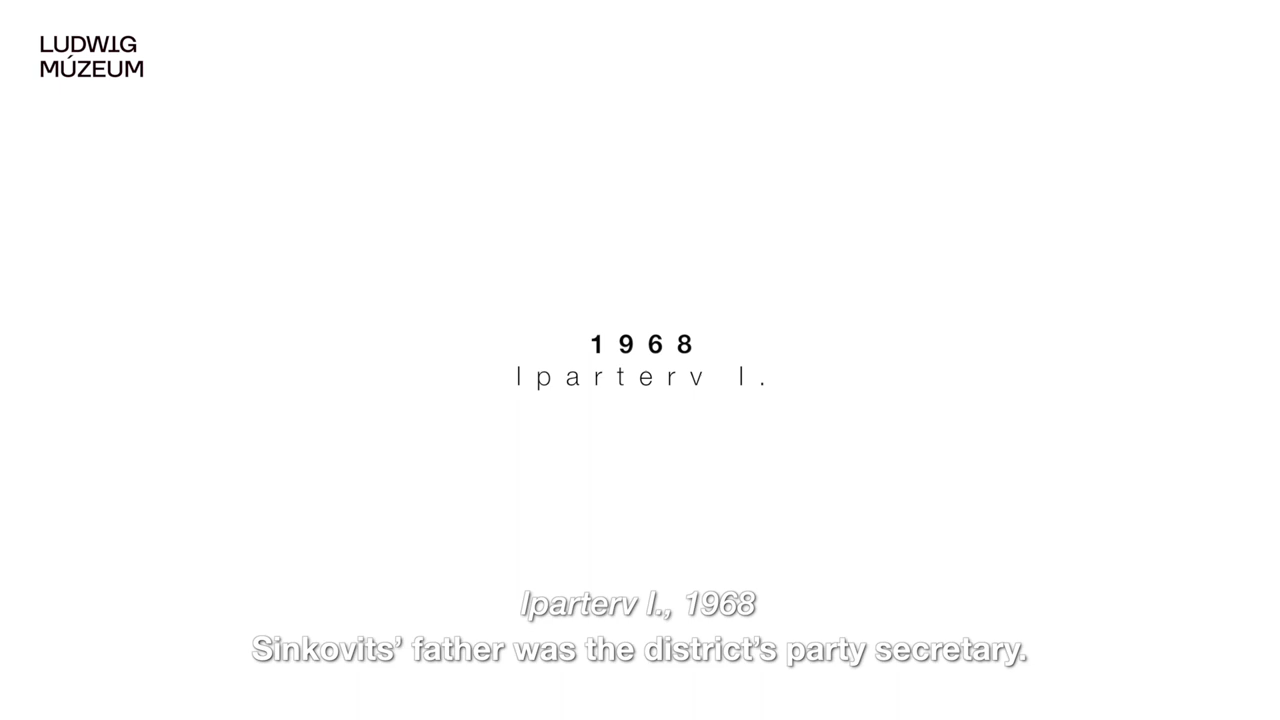 LUDWIG
MÚZEUM
1968
Iparterv I.
Iparterv I., 1968
Sinkovits’ father was the district’s party secretary.